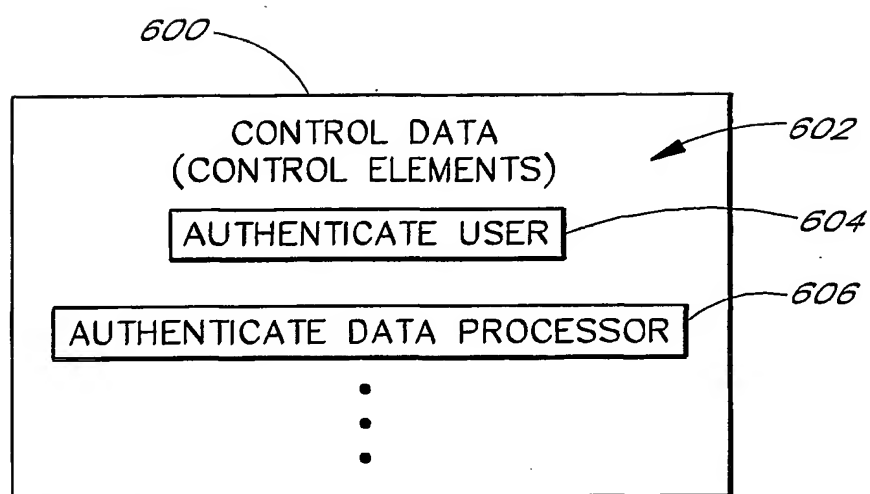 600
CONTROL DATA
(CONTROL ELEMENTS)
602
AUTHENTICATE USER
604
606
AUTHENTICATE DATA PROCESSOR